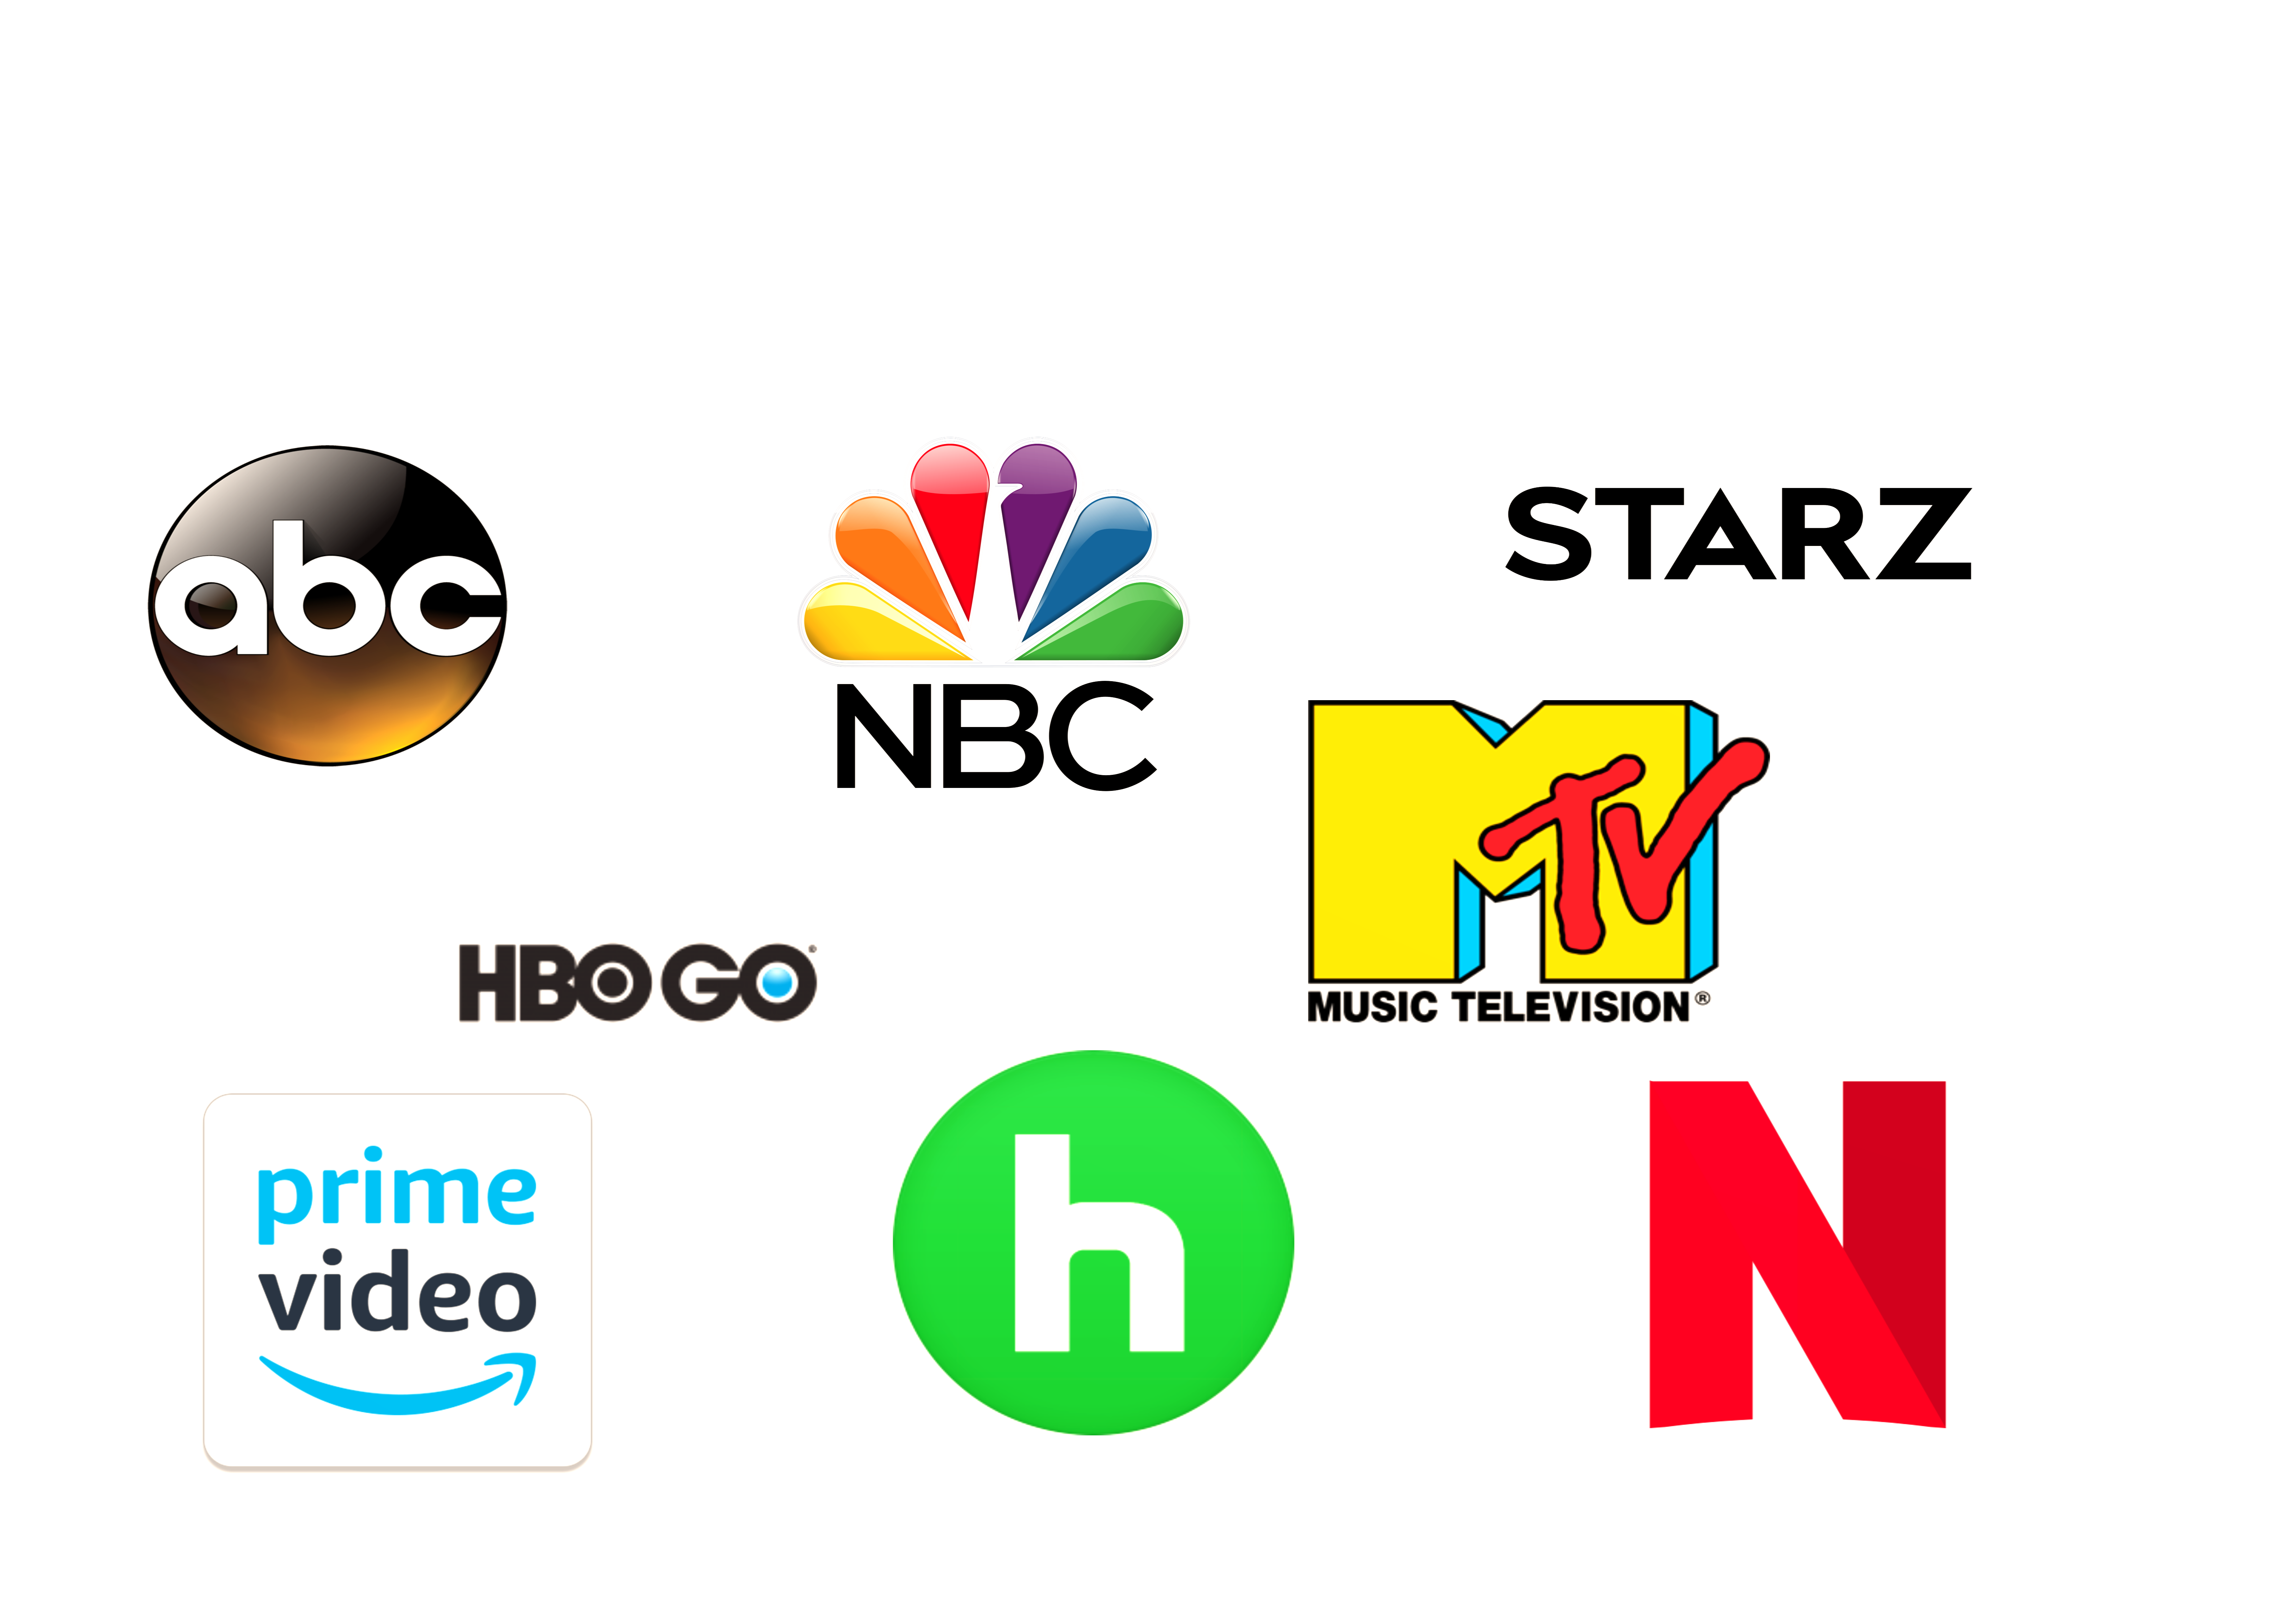 abc
NBC
STARZ
MTV
MUSIC TELEVISION®
HBO GO®
prime
video
h
N